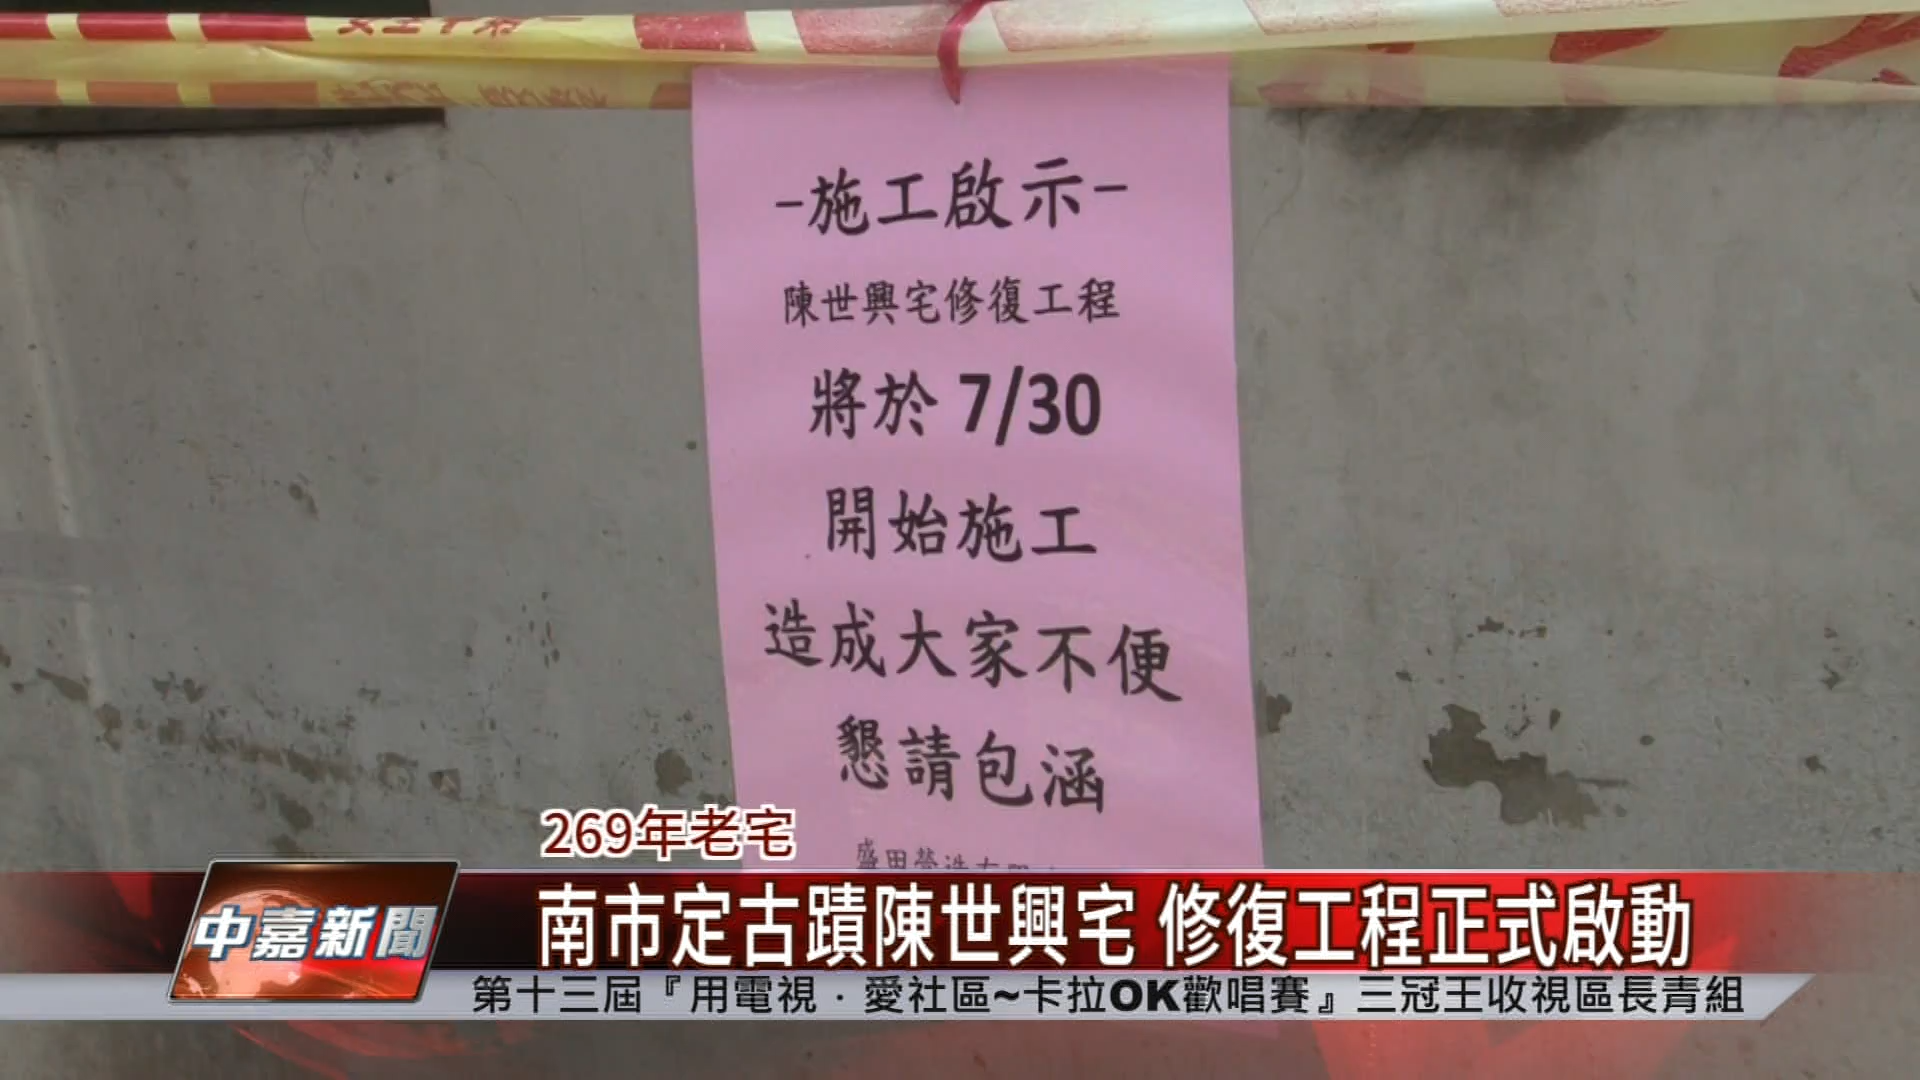 -施工啟示-
陳世興宅修復工程
將於 7/30
開始施工
造成大家不便
懇請包涵
269年老宅
中嘉新聞
南市定古蹟陳世興宅 修復工程正式啟動
第十三屆『用電視．愛社區~卡拉OK歡唱賽』三冠王收視區長青組